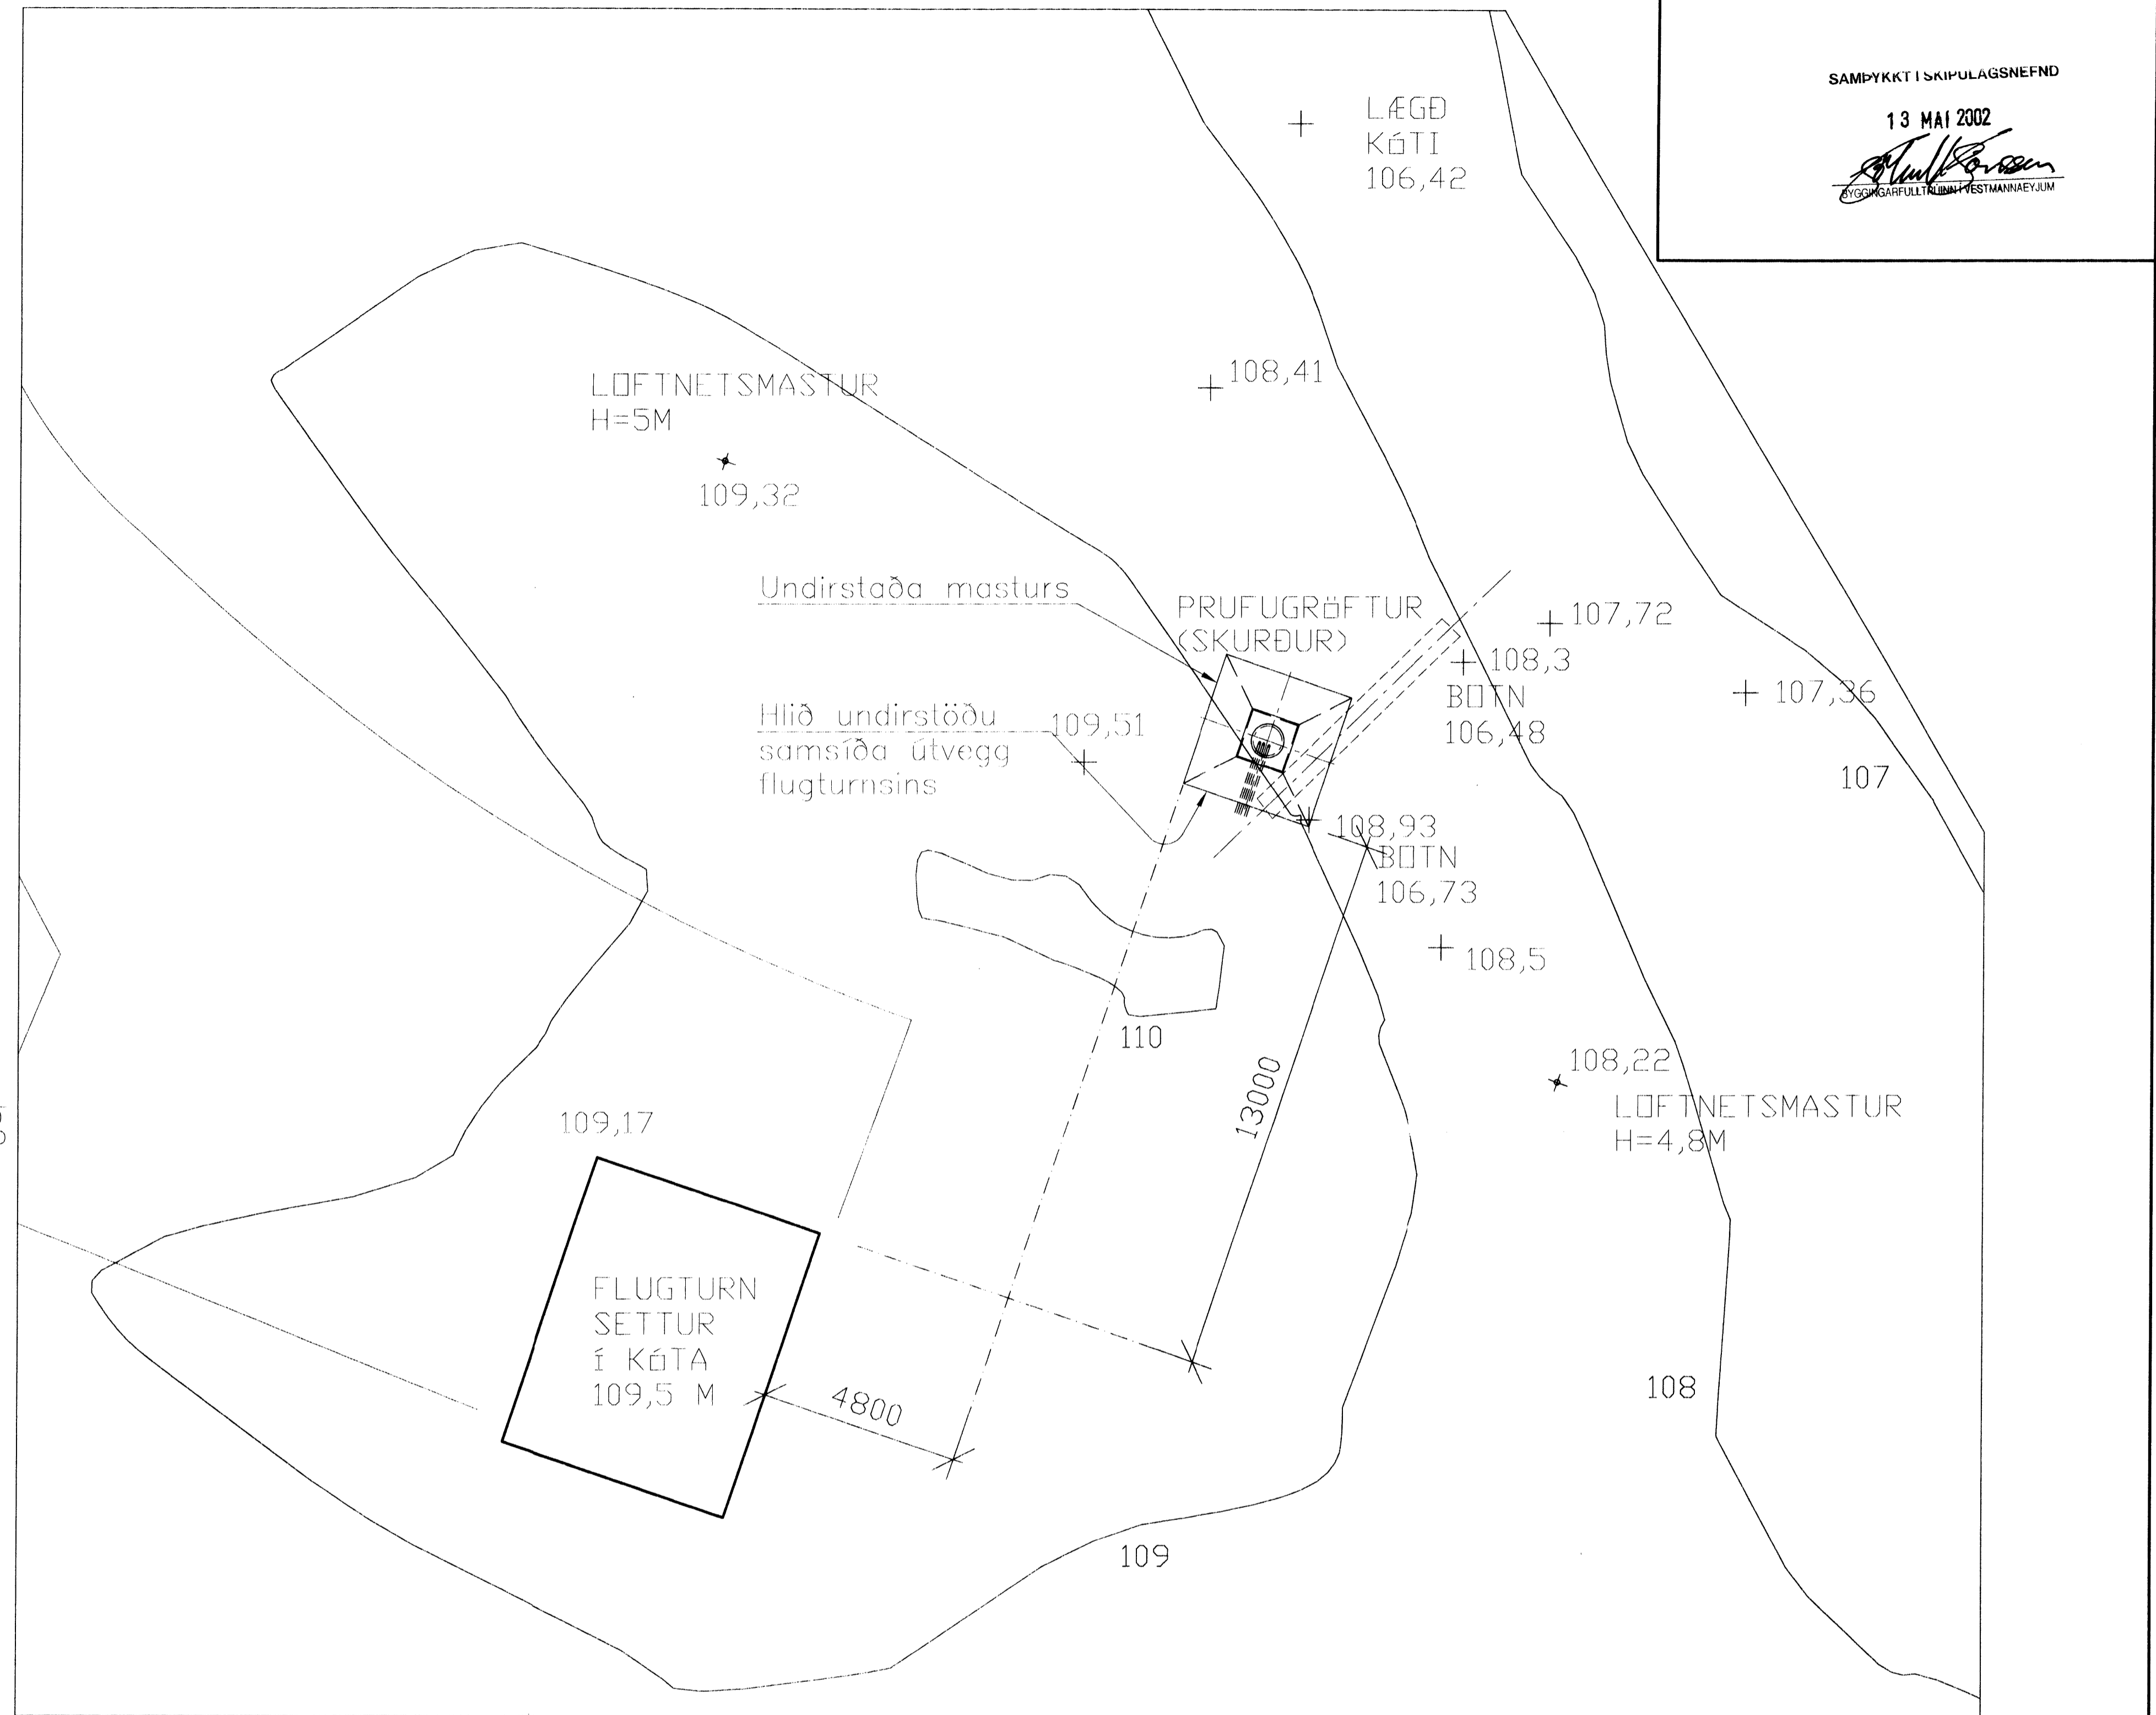 SAMÞYKKT Í SKIPULAGSNEFND
13 MAI 2002
BYGGINGARFULLTRÚINN Í VESTMANNAEYJUM
LÆGÐ
KóTI
106,42
108,41
LOFTNETSMASTUR
H=5M
109,32
Undirstaða masturs
PRUFUGRöFTUR
(SKURÐUR)
107,72
108,3
BOTN
106,48
107,36
Hlið undirstöðu
samsíða útvegg
flugturnsins
109,51
107
108,93
BOTN
106,73
108,5
110
13000
108,22
LOFTNETSMASTUR
H=4,8M
109,17
FLUGTURN
SETTUR
í KóTA
109,5 M
4800
108
109